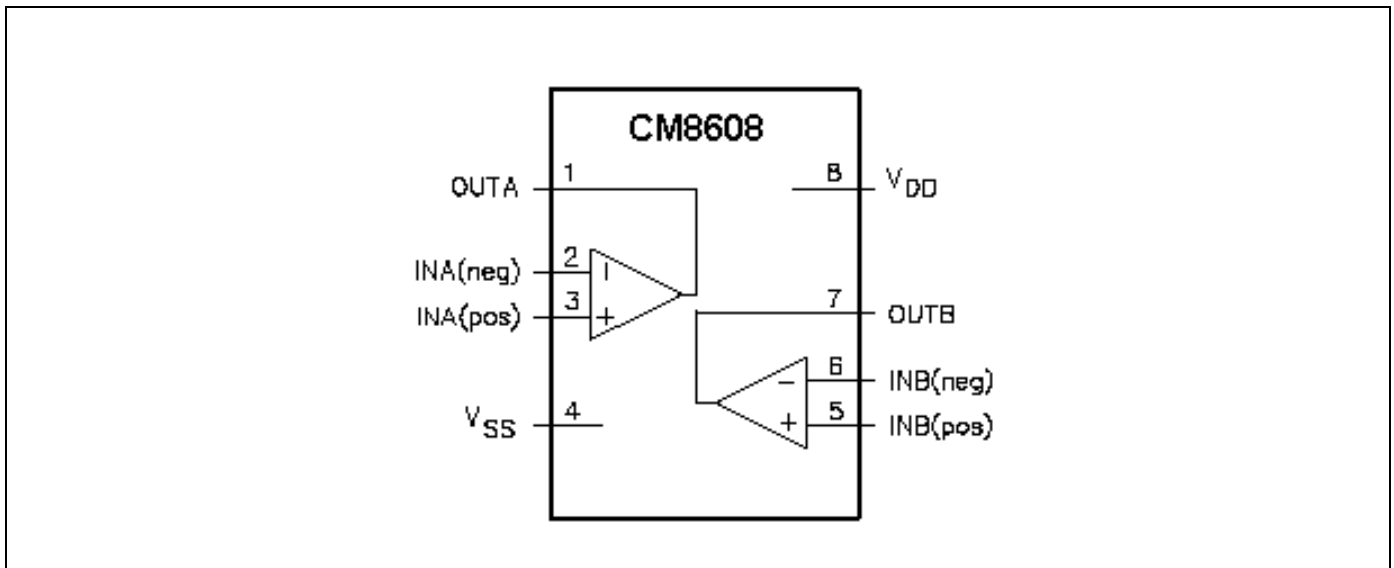 CM8608
OUTA 1
8 VDD
INA(neg) 2 -
INA(pos) 3 +
7 OUTB
- 6 INB(neg)
+ 5 INB(pos)
VSS 4